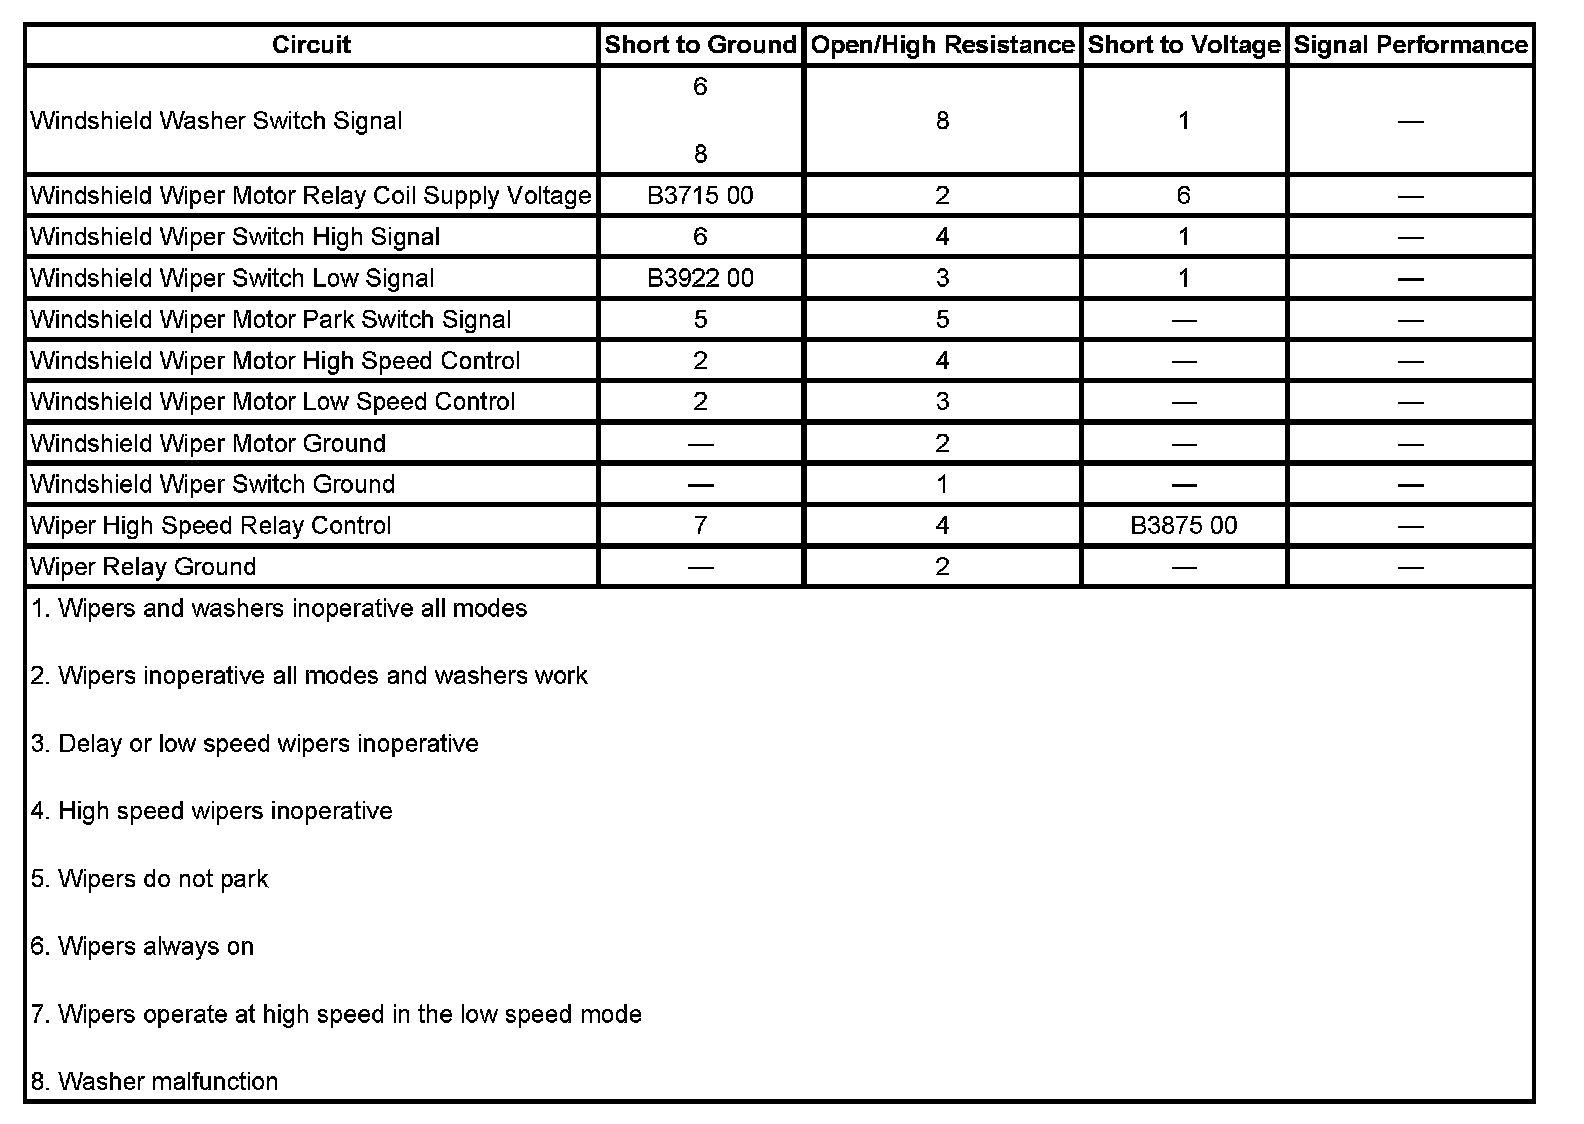 Circuit Short to Ground Open/High Resistance Short to Voltage Signal Performance
6
Windshield Washer Switch Signal 8 1 —
8
Windshield Wiper Motor Relay Coil Supply Voltage B3715 00 2 6 —
Windshield Wiper Switch High Signal 6 4 1 —
Windshield Wiper Switch Low Signal B3922 00 3 1 —
Windshield Wiper Motor Park Switch Signal 5 5 — —
Windshield Wiper Motor High Speed Control 2 4 — —
Windshield Wiper Motor Low Speed Control 2 3 — —
Windshield Wiper Motor Ground — 2 — —
Windshield Wiper Switch Ground — 1 — —
Wiper High Speed Relay Control 7 4 B3875 00 —
Wiper Relay Ground — 2 — —
1. Wipers and washers inoperative all modes
2. Wipers inoperative all modes and washers work
3. Delay or low speed wipers inoperative
4. High speed wipers inoperative
5. Wipers do not park
6. Wipers always on
7. Wipers operate at high speed in the low speed mode
8. Washer malfunction